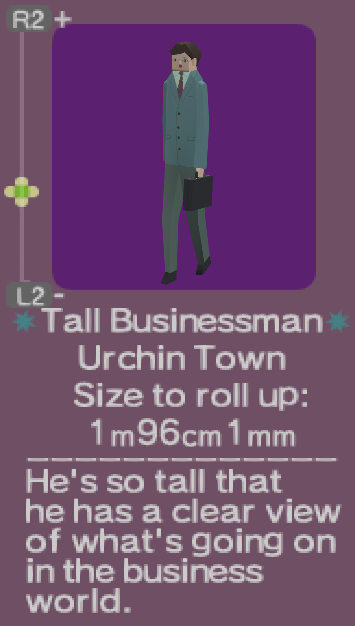 R2 +
L2 -
Tall Businessman
Urchin Town
Size to roll up:
1m96cm1mm
He's so tall that
he has a clear view
of what's going on
in the business
world.